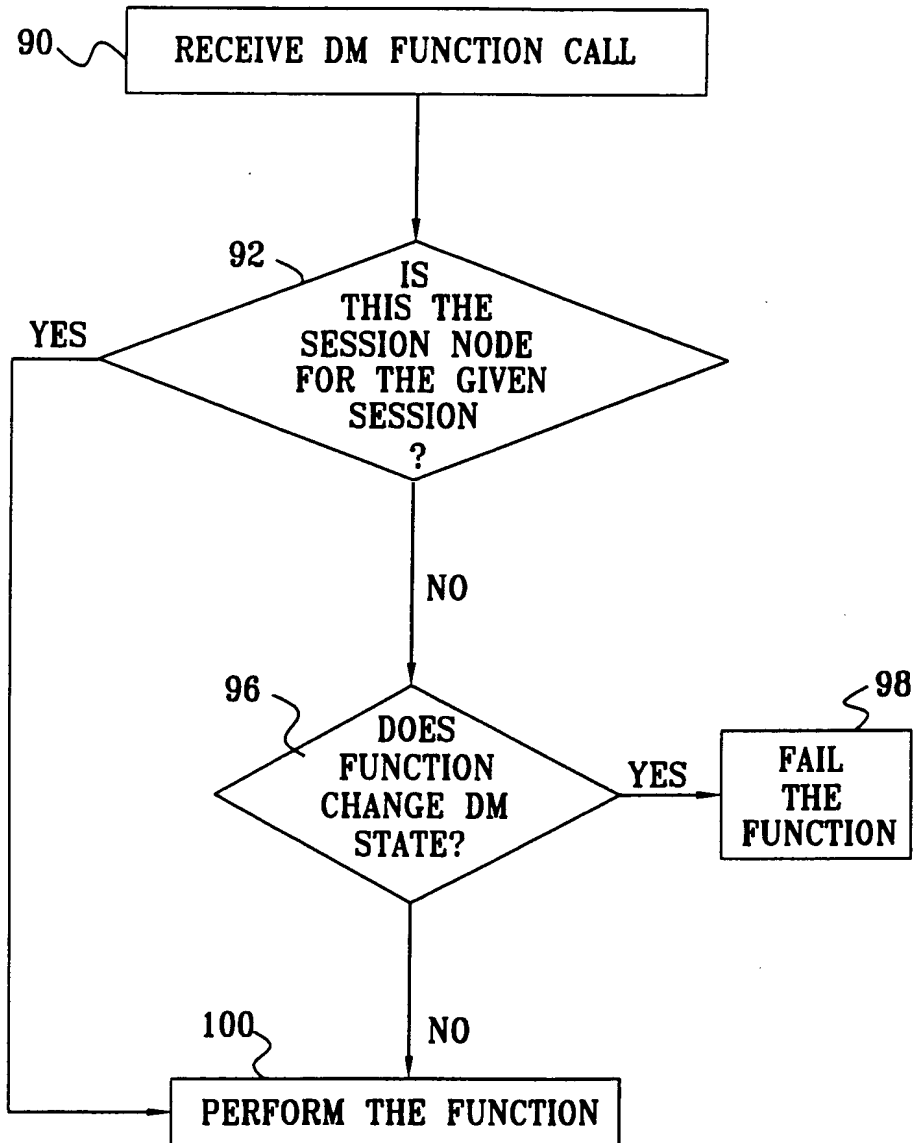 90
RECEIVE DM FUNCTION CALL
92
IS
THIS THE
SESSION NODE
FOR THE GIVEN
SESSION
?
YES
NO
96
DOES
FUNCTION
CHANGE DM
STATE?
YES
98
FAIL
THE
FUNCTION
NO
100
PERFORM THE FUNCTION